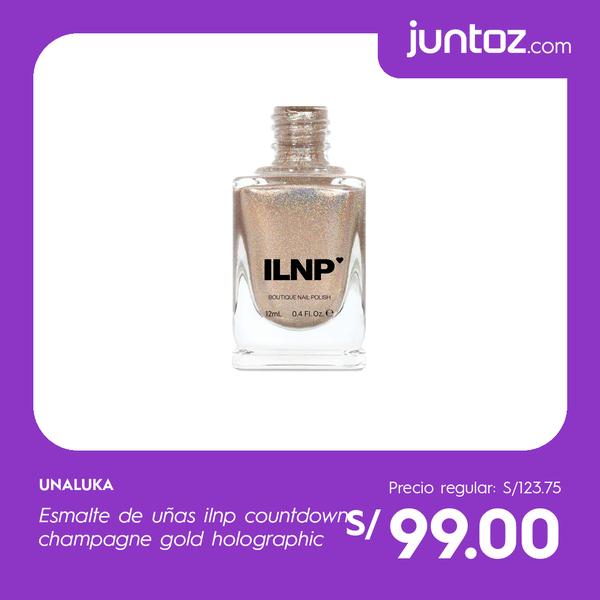 juntoz.com
ILNP
BOUTIQUE NAIL POLISH
12mL 0.4 Fl. Oz. ℮
UNALUKA
Esmalte de uñas ilnp countdown
champagne gold holographic
Precio regular: S/123.75
S/ 99.00